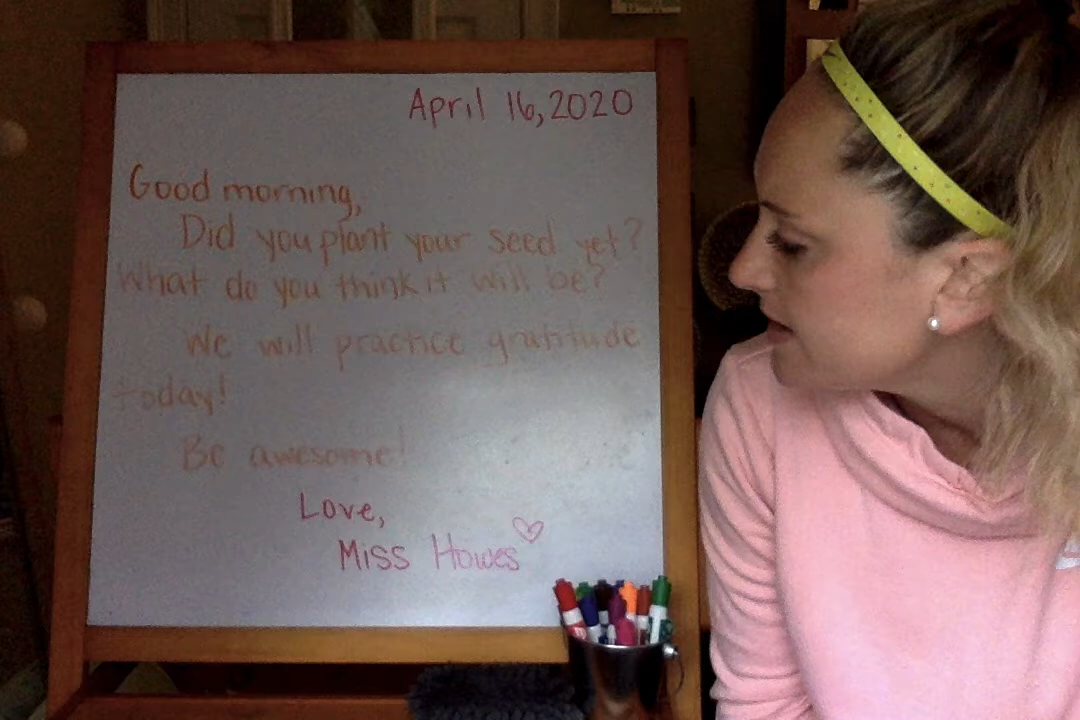 April 16, 2020
Good morning,
Did you plant your seed yet?
What do you think it will be?
We will practice gratitude
today!
Be awesome!
Love,
Miss Howes